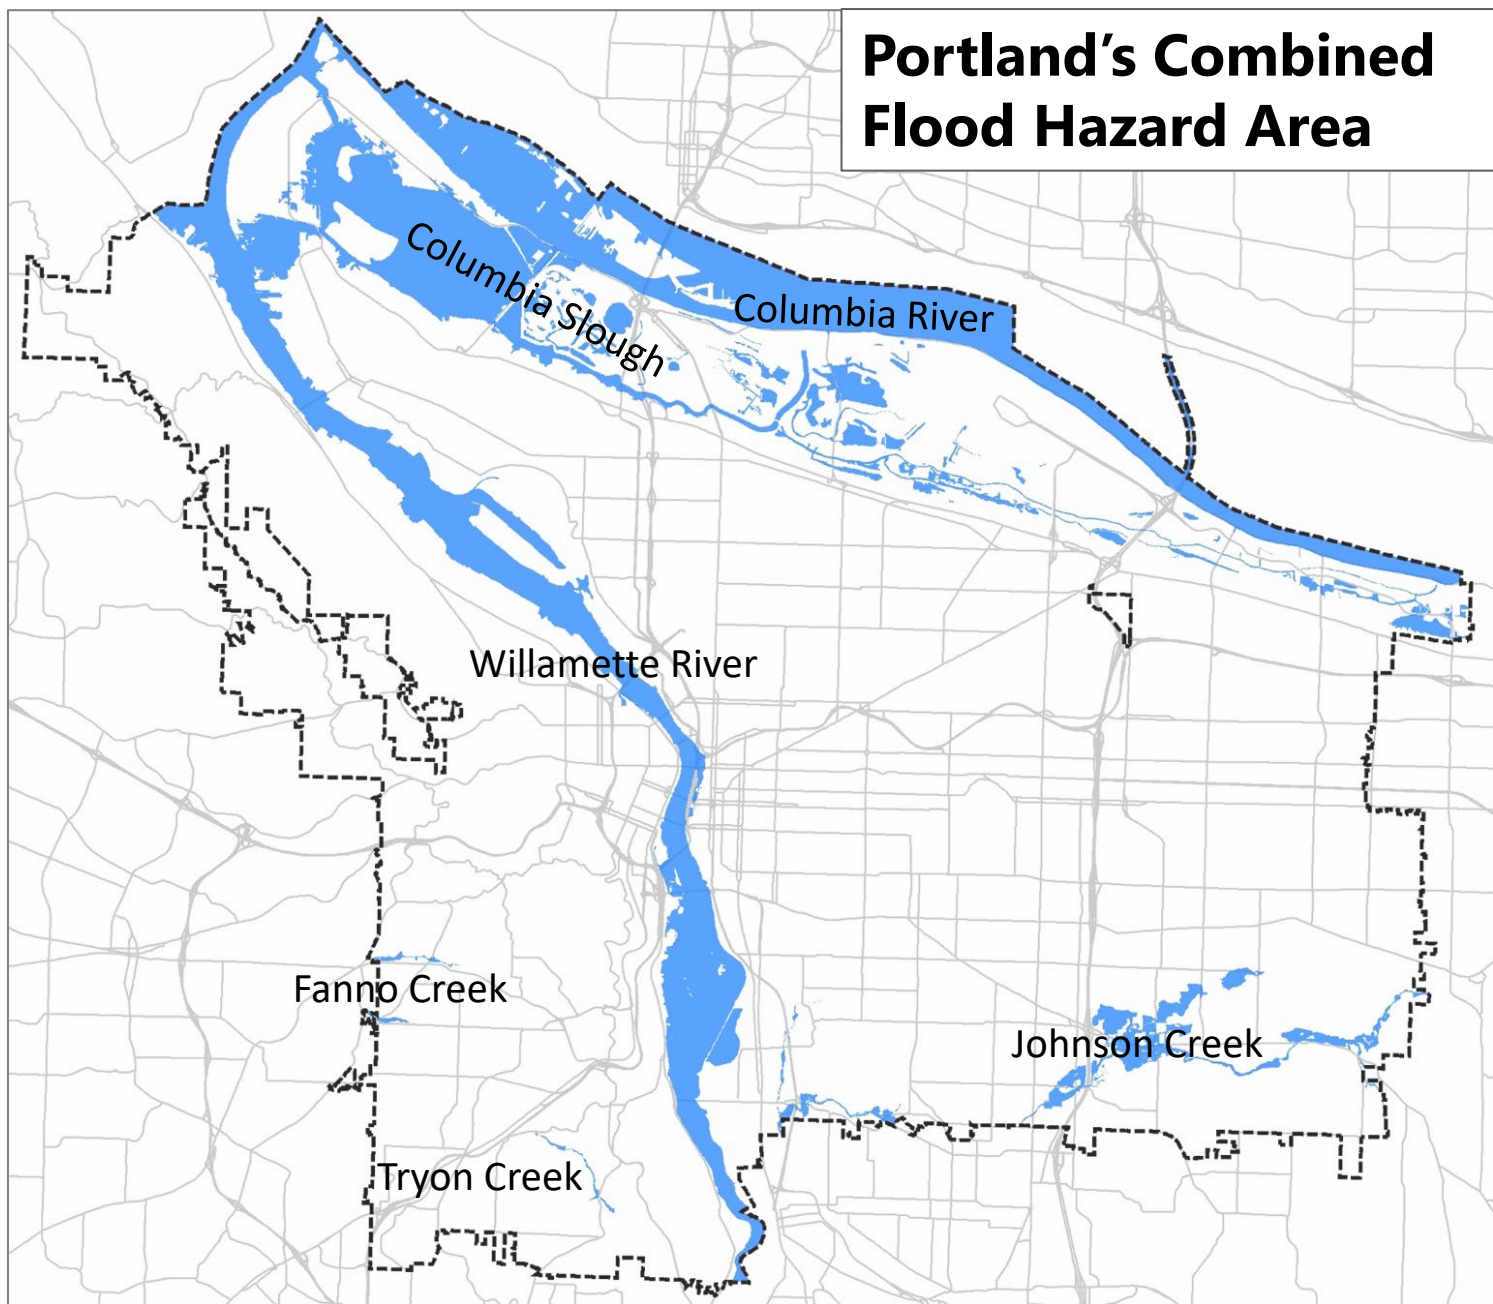 Portland's Combined
Flood Hazard Area
Columbia Slough
Columbia River
Willamette River
Fanno Creek
Johnson Creek
Tryon Creek